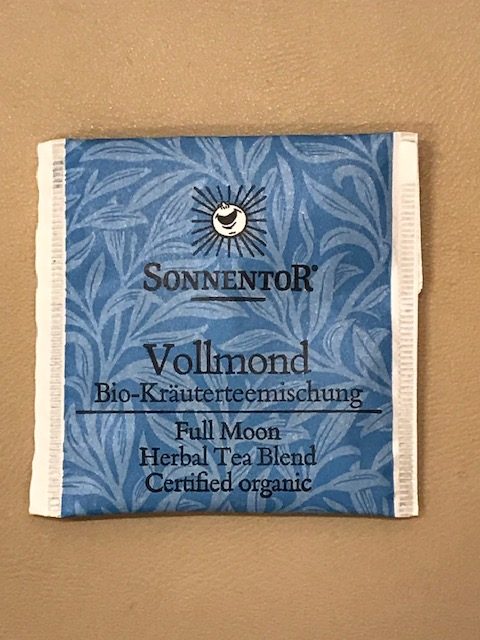 SONNENTOR®
Vollmond
Bio-Kräuterteemischung
Full Moon
Herbal Tea Blend
Certified organic